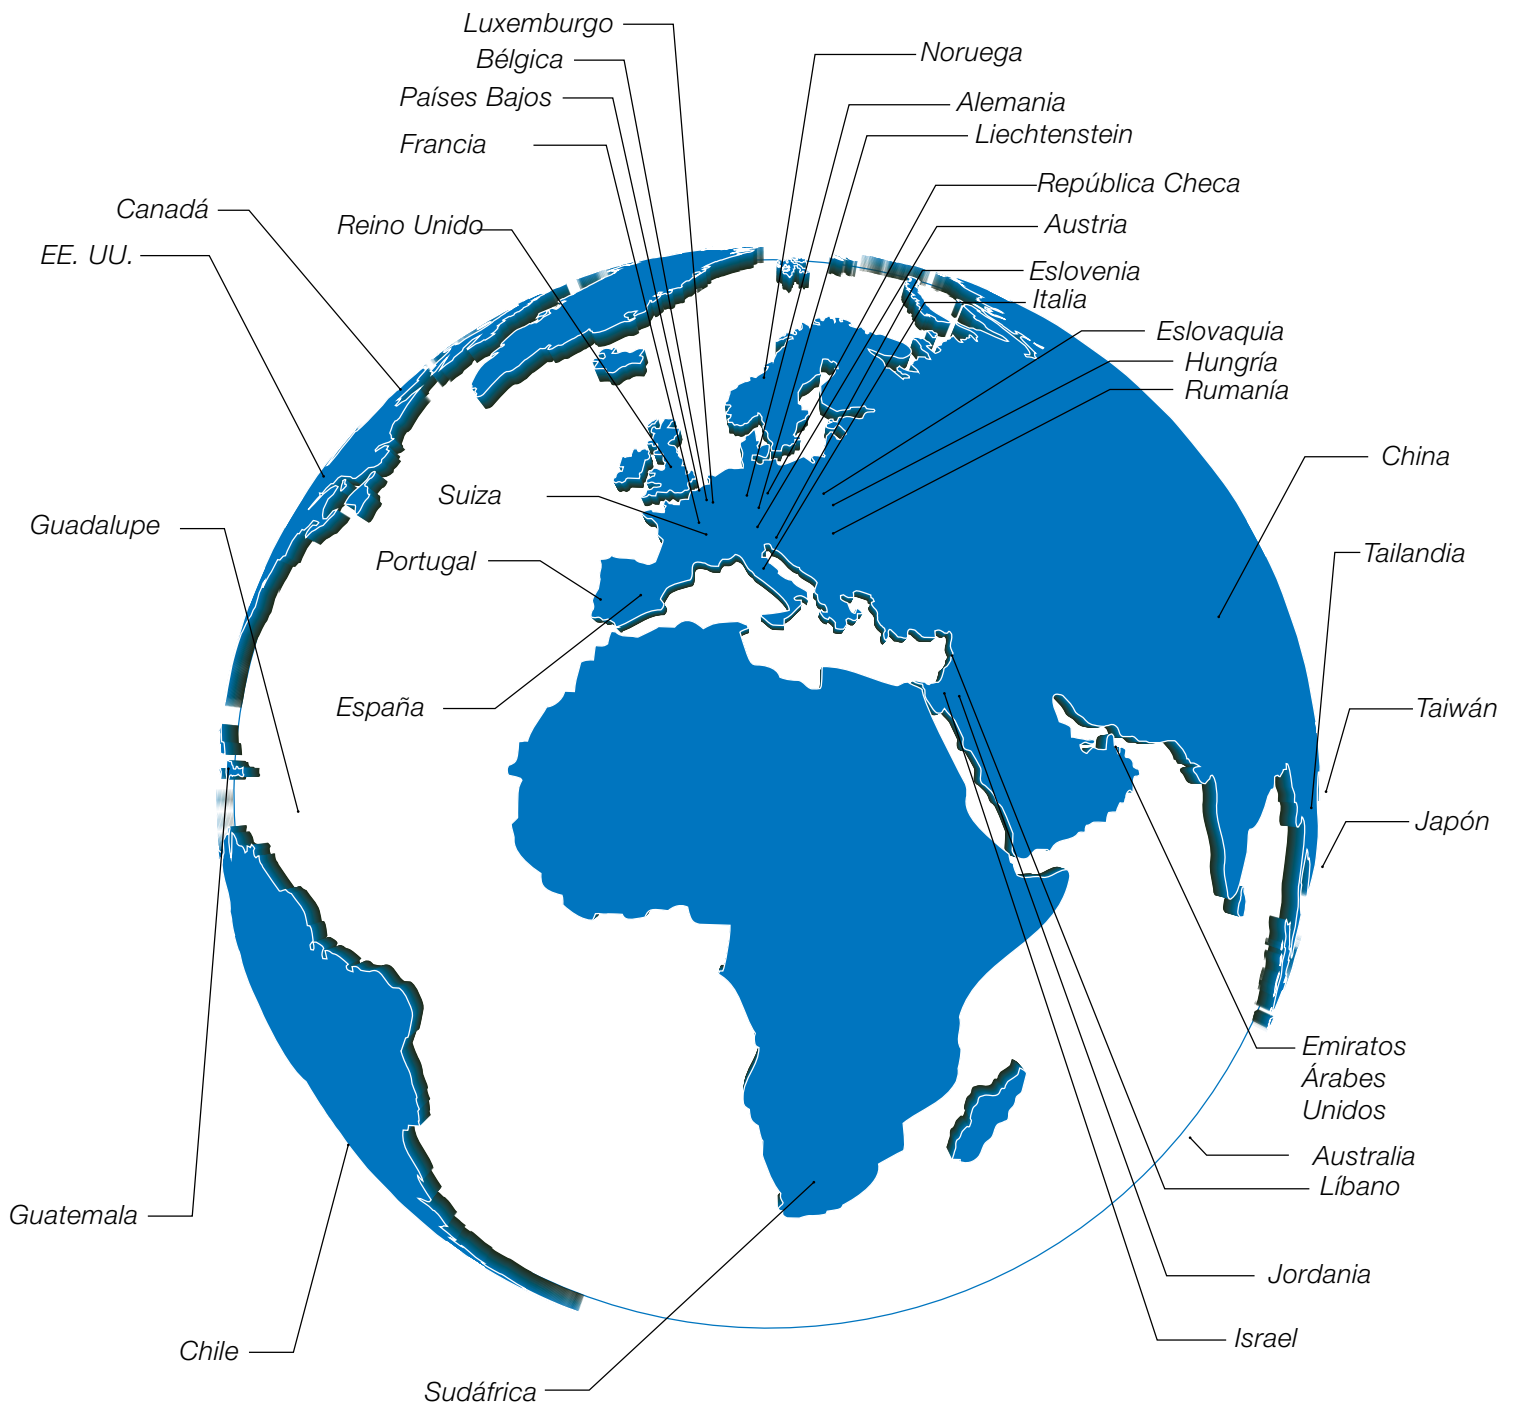 Luxemburgo
Bélgica
Países Bajos
Francia
Reino Unido
Canadá
EE. UU.
Suiza
Guadalupe
Portugal
España
Guatemala
Chile
Sudáfrica
Noruega
Alemania
Liechtenstein
República Checa
Austria
Eslovenia
Italia
Eslovaquia
Hungría
Rumanía
China
Tailandia
Taiwán
Japón
Emiratos
Árabes
Unidos
Australia
Líbano
Jordania
Israel